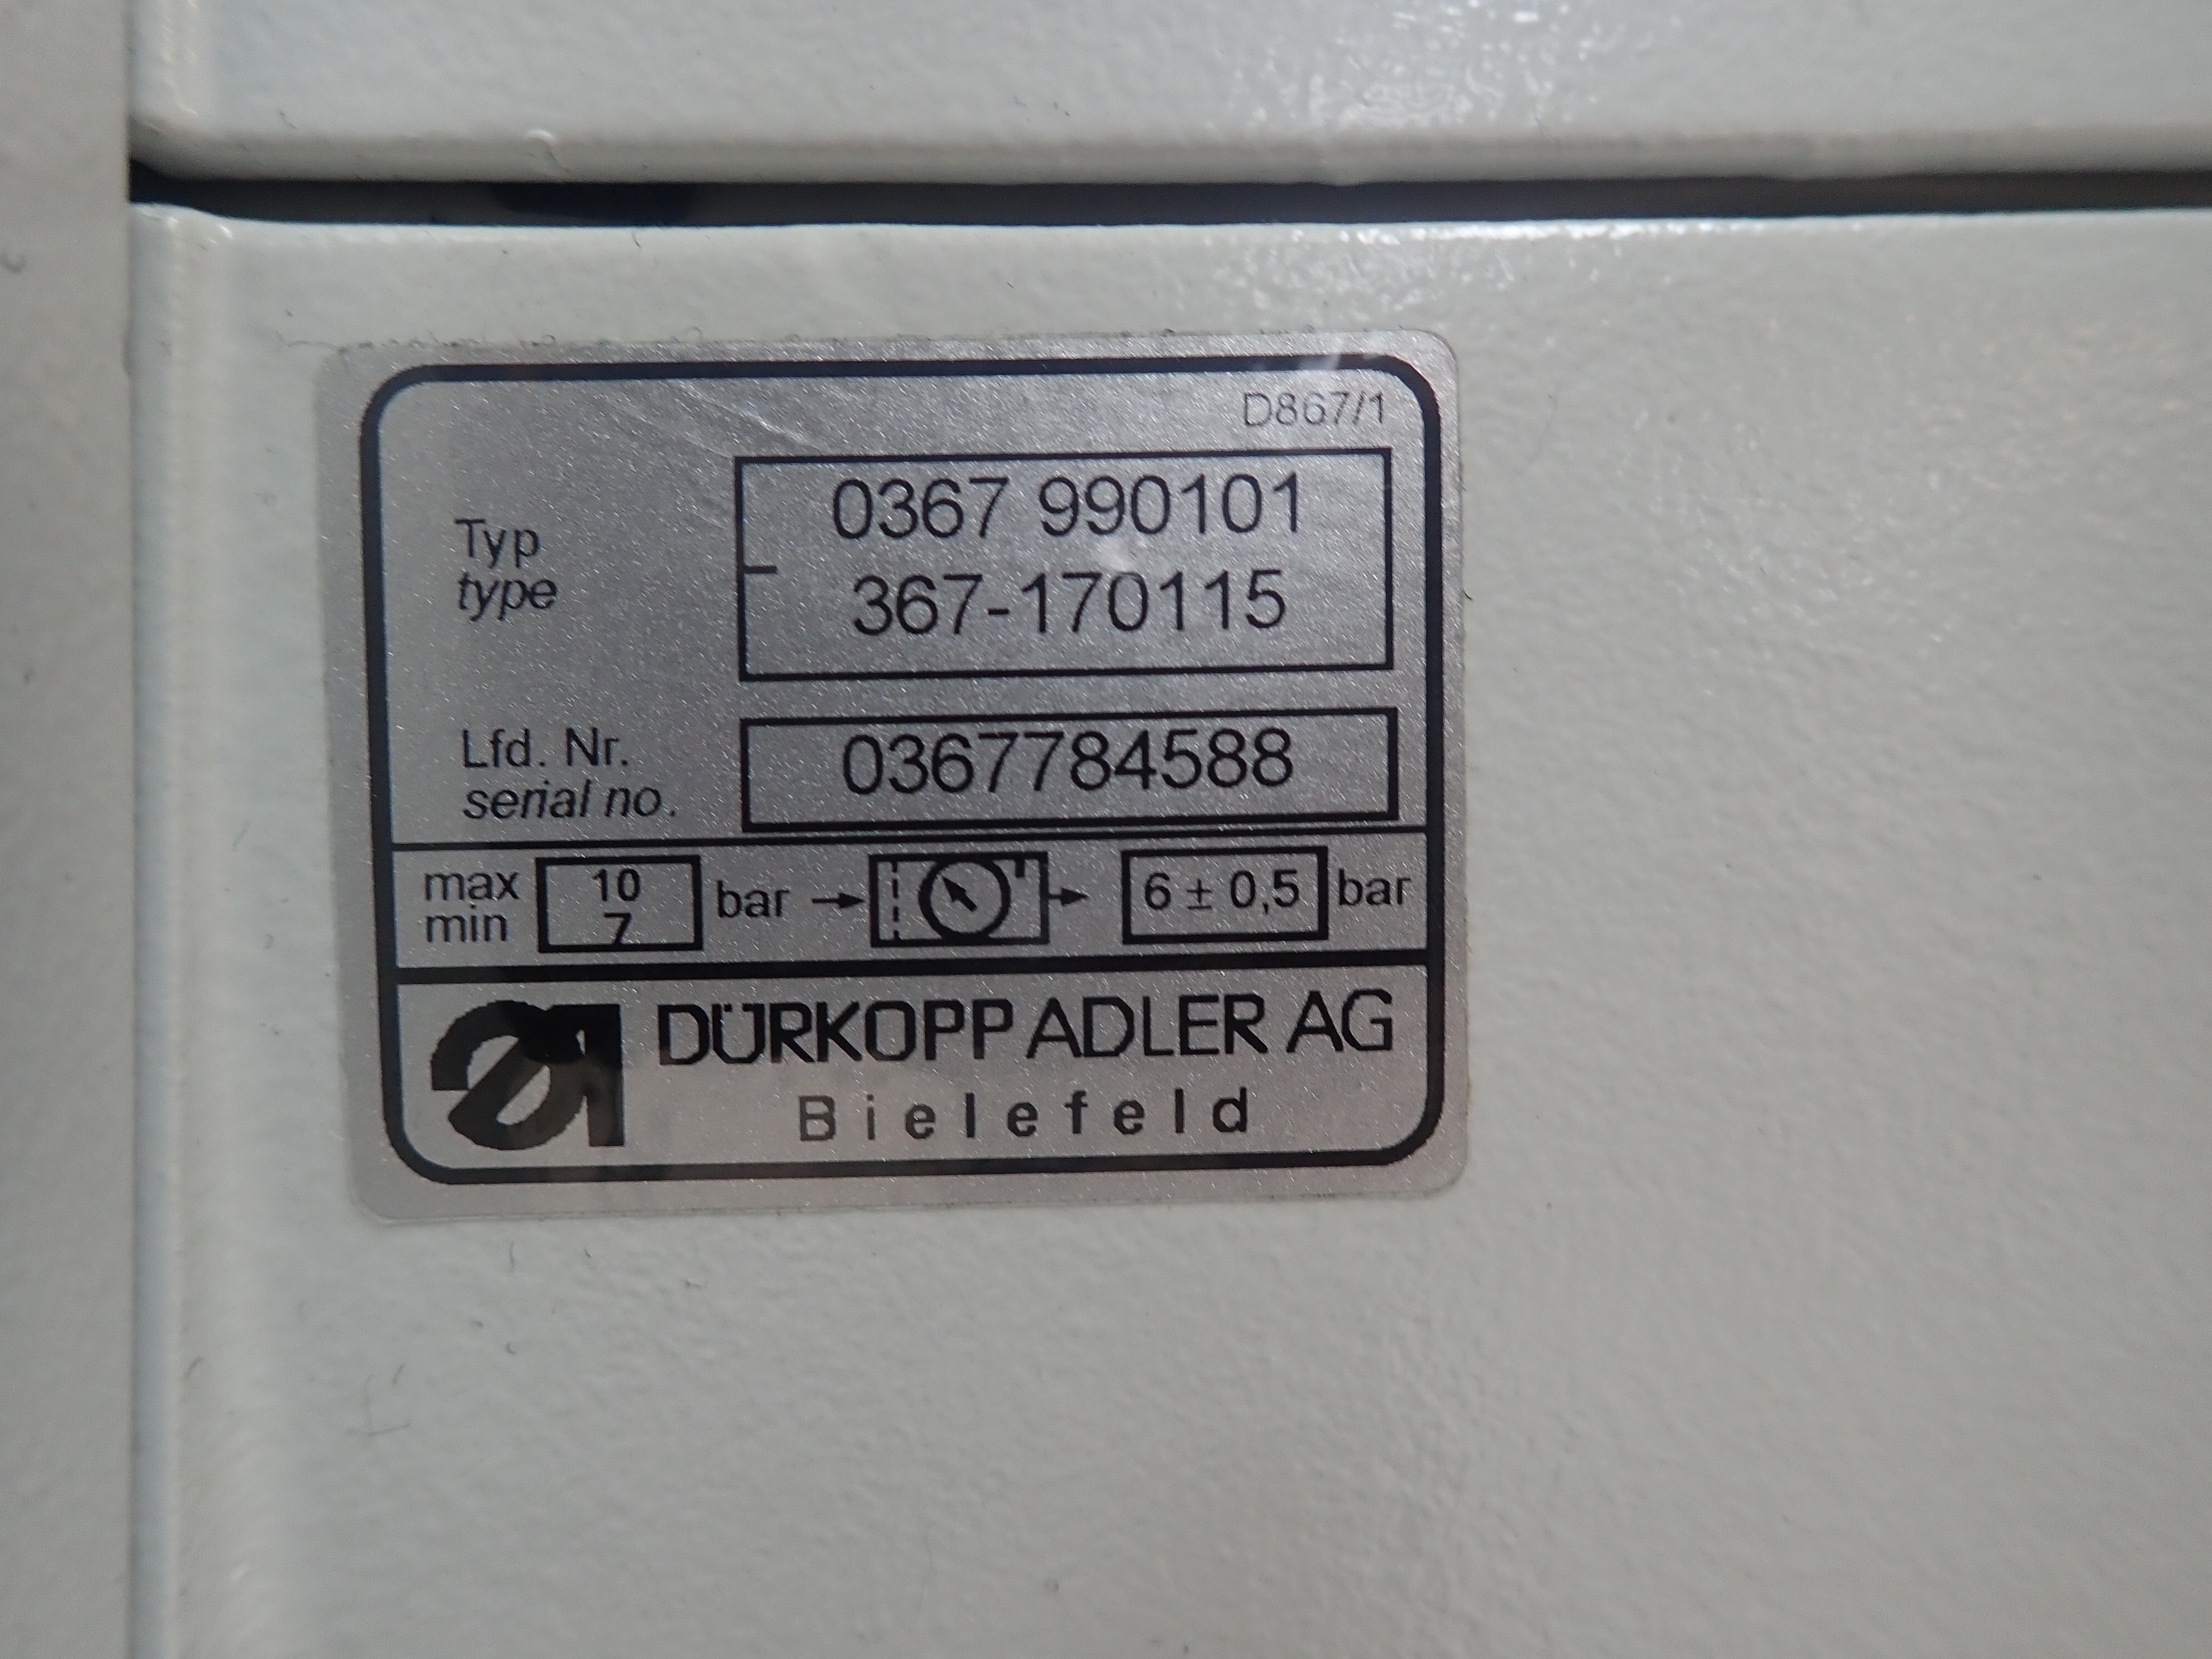 D867/1
Typ
type
0367 990101
367-170115
Lfd. Nr.
serial no.
0367784588
max
min
10
7
bar
6 ± 0,5
bar
DÜRKOPP ADLER AG
Bielefeld